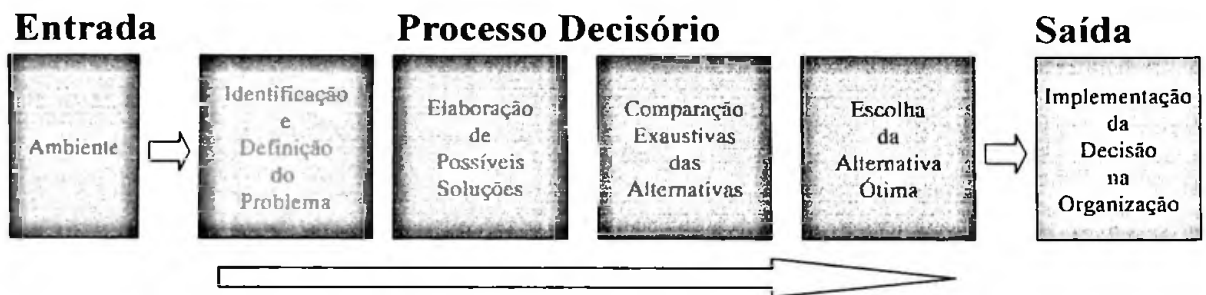 Entrada
Processo Decisório
Saída
Ambiente
Identificação
e
Definição
do
Problema
Elaboração
de
Possíveis
Soluções
Comparação
Exaustivas
das
Alternativas
Escolha
da
Alternativa
Ótima
Implementação
da
Decisão
na
Organização